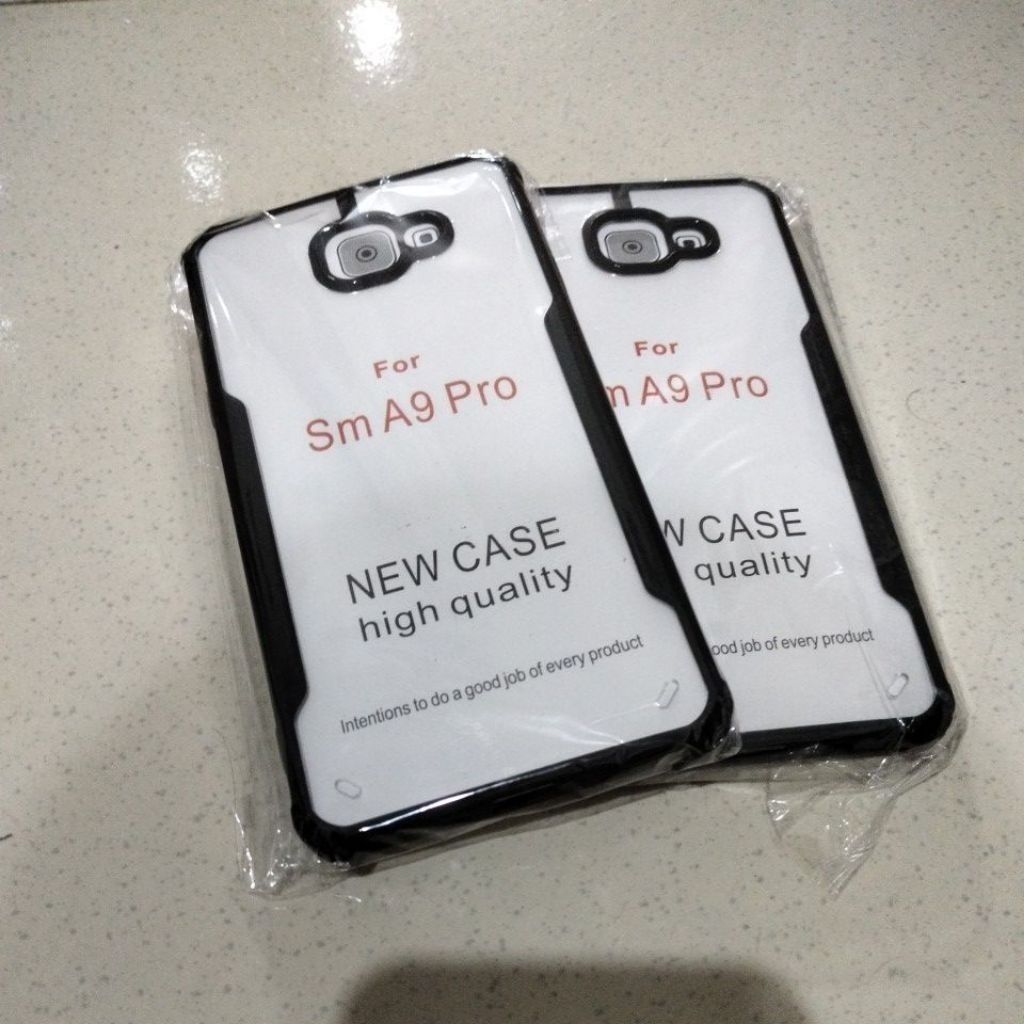 For
Sm A9 Pro
NEW CASE
high quality
Intentions to do a good job of every product
For
m A9 Pro
W CASE
quality
ood job of every product